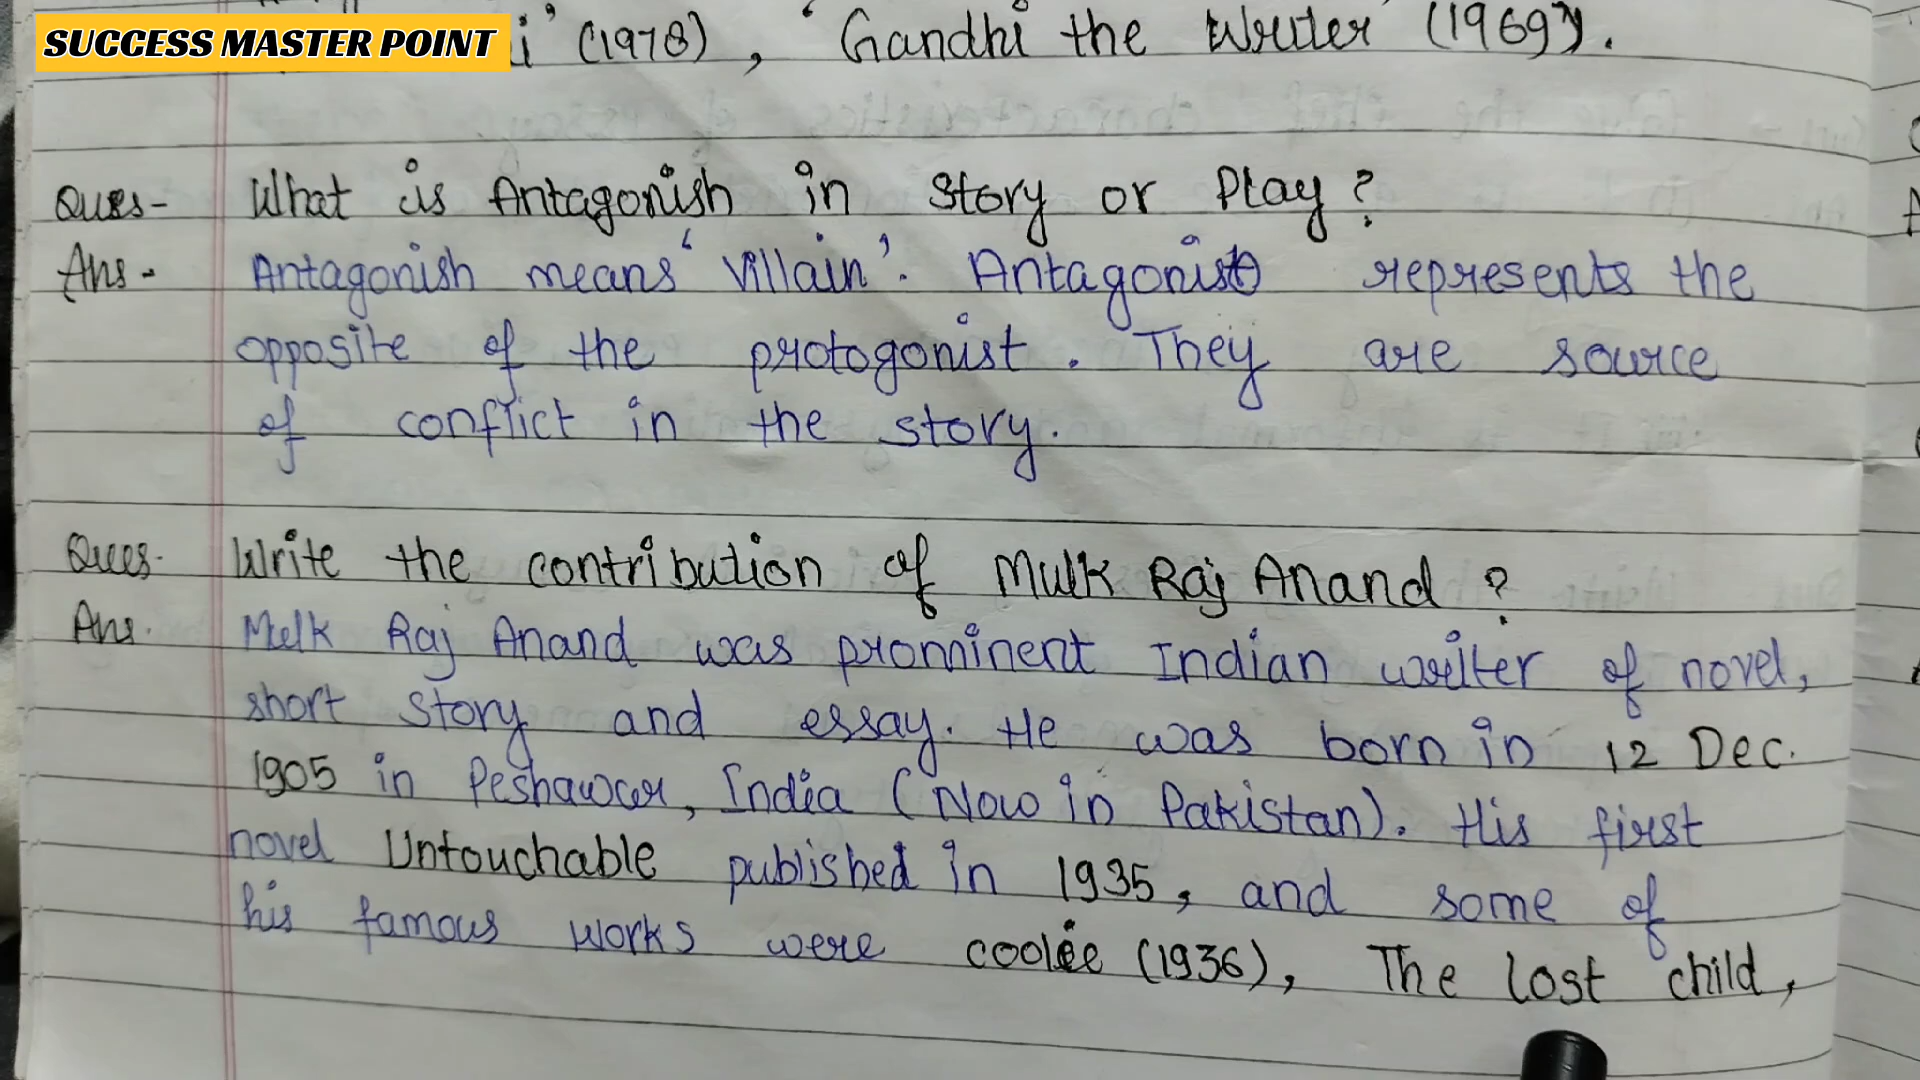 SUCCESS MASTER POINT
i' (1978), 'Gandhi the Writer' (1969).
Ques- What is Antagonish in Story or Play?
Ans- Antagonish means 'Villain'. Antagonist represents the
opposite of the protogonist. They are source
of conflict in the story.
Ques- Write the contribution of Mulk Raj Anand?
Ans. Mulk Raj Anand was prominent Indian writer of novel,
short story and essay. He was born in 12 Dec.
1905 in Peshawar, India (Now in Pakistan). His first
novel Untouchable published in 1935, and some of
his famous works were coolie (1936), The lost child,